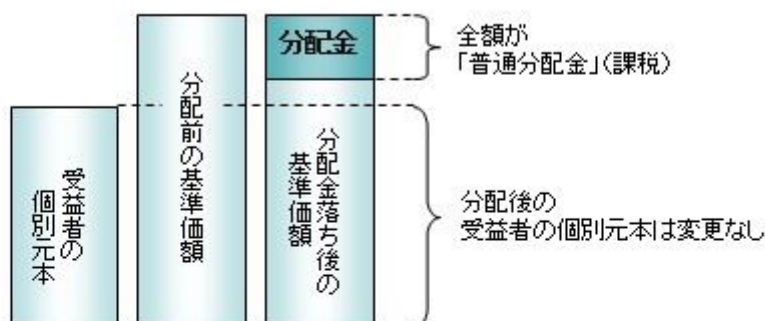 受益者の
個別元本
分配前の基準価額
分配金
分配金落ち後の
基準価額
全額が
「普通分配金」(課税)
分配後の
受益者の個別元本は変更なし